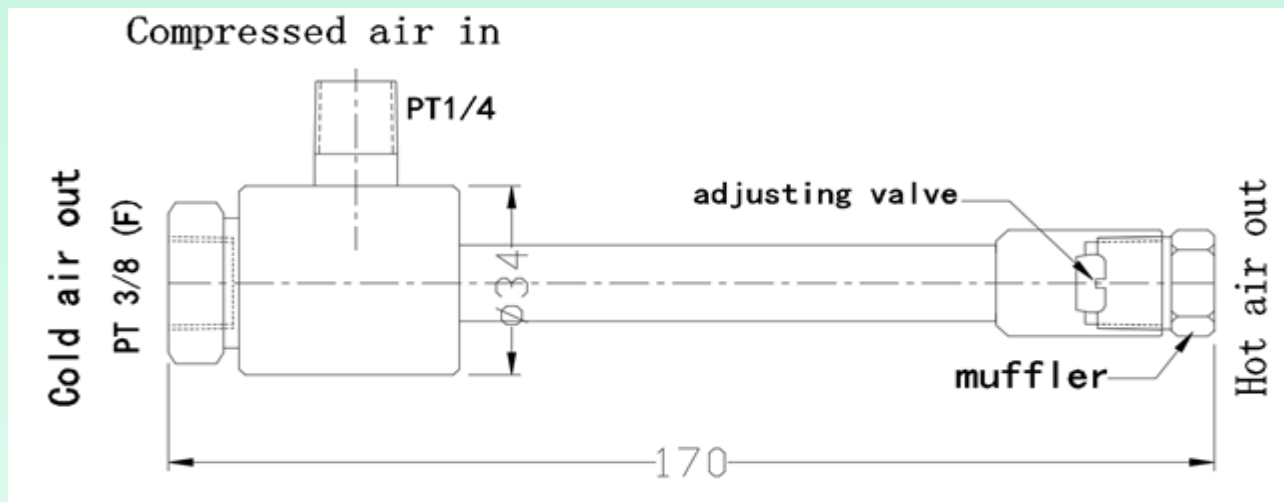 Compressed air in
PT1/4
Cold air out
PT 3/8 (F)
adjusting valve
Ø34
muffler
Hot air out
170